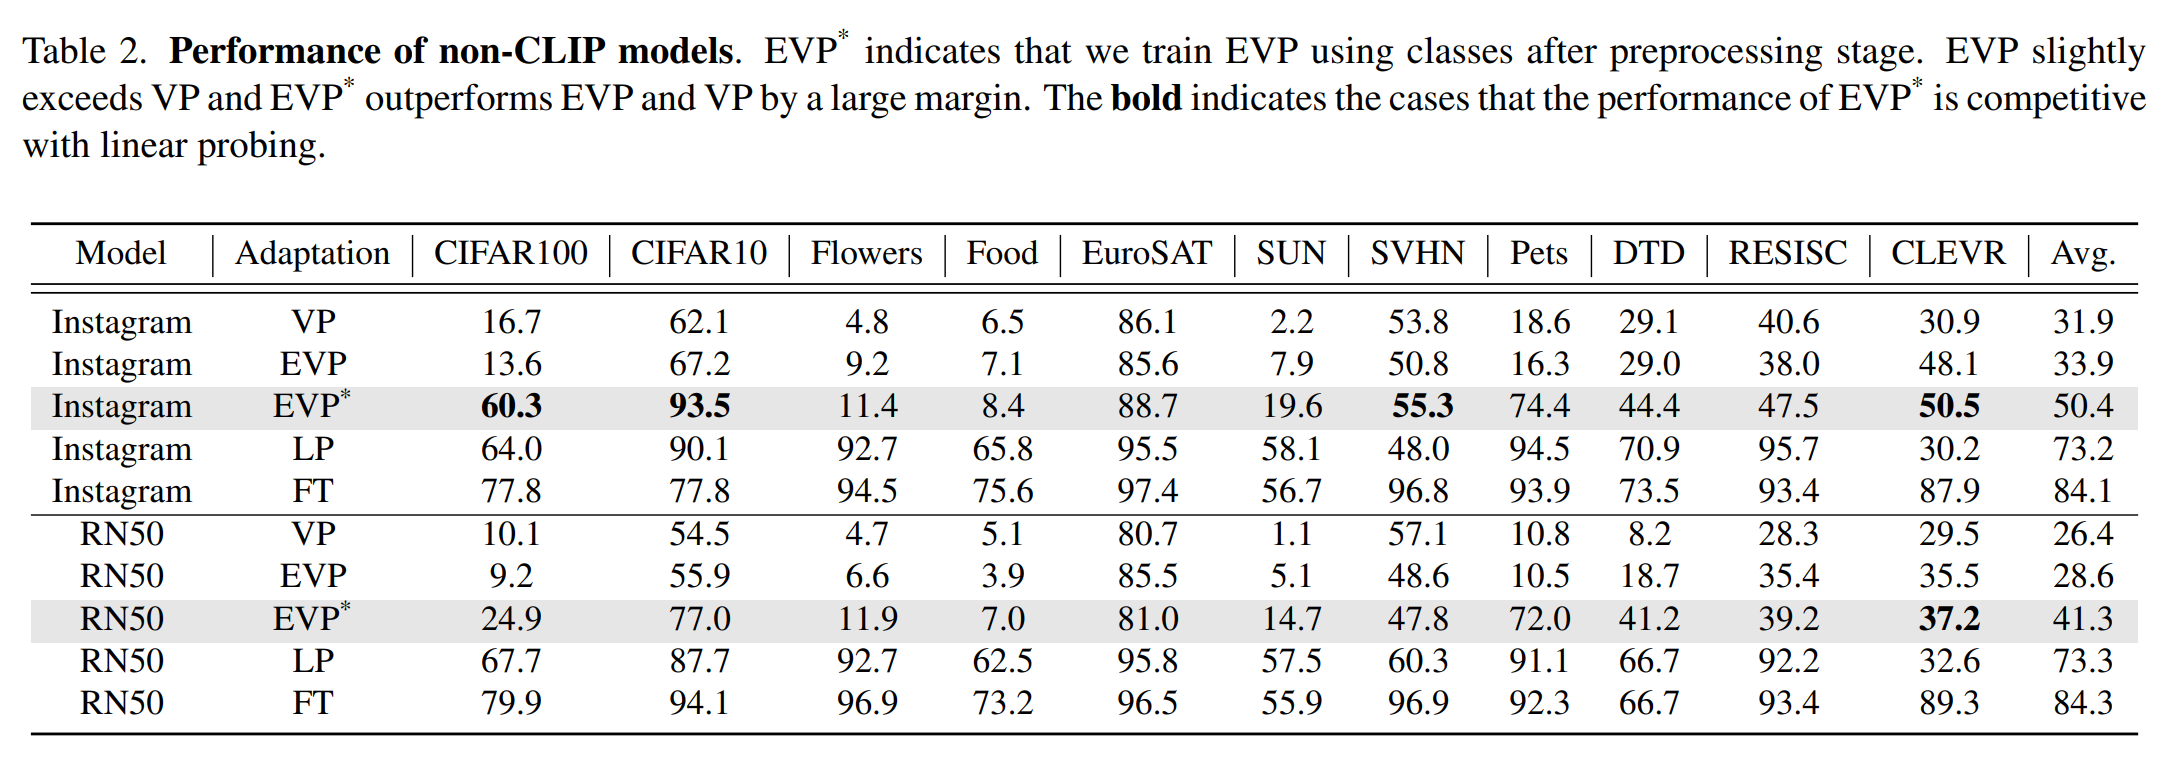 Table 2. Performance of non-CLIP models. EVP* indicates that we train EVP using classes after preprocessing stage. EVP slightly
exceeds VP and EVP* outperforms EVP and VP by a large margin. The bold indicates the cases that the performance of EVP* is competitive
with linear probing.
Model Adaptation CIFAR100 CIFAR10 Flowers Food EuroSAT SUN SVHN Pets DTD RESISC CLEVR Avg.
Instagram VP 16.7 62.1 4.8 6.5 86.1 2.2 53.8 18.6 29.1 40.6 30.9 31.9
Instagram EVP 13.6 67.2 9.2 7.1 85.6 7.9 50.8 16.3 29.0 38.0 48.1 33.9
Instagram EVP* 60.3 93.5 11.4 8.4 88.7 19.6 55.3 74.4 44.4 47.5 50.5 50.4
Instagram LP 64.0 90.1 92.7 65.8 95.5 58.1 48.0 94.5 70.9 95.7 30.2 73.2
Instagram FT 77.8 77.8 94.5 75.6 97.4 56.7 96.8 93.9 73.5 93.4 87.9 84.1
RN50 VP 10.1 54.5 4.7 5.1 80.7 1.1 57.1 10.8 8.2 28.3 29.5 26.4
RN50 EVP 9.2 55.9 6.6 3.9 85.5 5.1 48.6 10.5 18.7 35.4 35.5 28.6
RN50 EVP* 24.9 77.0 11.9 7.0 81.0 14.7 47.8 72.0 41.2 39.2 37.2 41.3
RN50 LP 67.7 87.7 92.7 62.5 95.8 57.5 60.3 91.1 66.7 92.2 32.6 73.3
RN50 FT 79.9 94.1 96.9 73.2 96.5 55.9 96.9 92.3 66.7 93.4 89.3 84.3